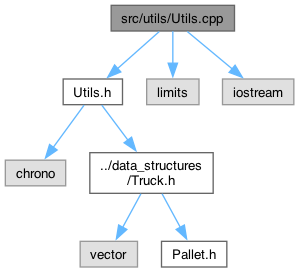 src/utils/Utils.cpp
Utils.h
limits
iostream
chrono
../data_structures
/Truck.h
vector
Pallet.h